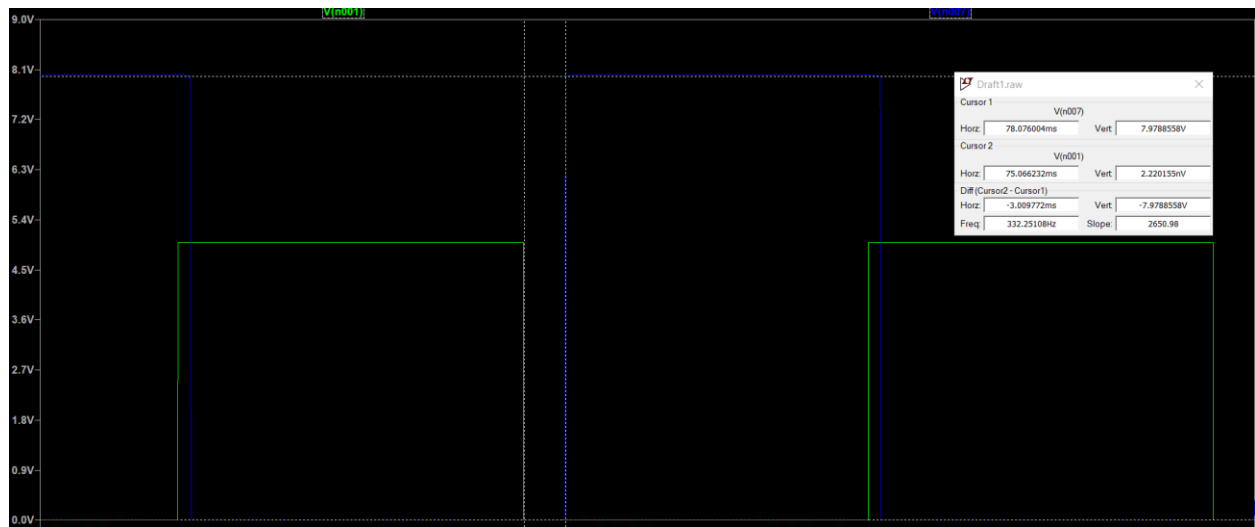 V(n001)
V(n007)
9.0V
8.1V
7.2V
6.3V
5.4V
4.5V
3.6V
2.7V
1.8V
0.9V
0.0V
Draft1.raw
Cursor 1
V(n007)
Horz: 78.076004ms Vert: 7.9788558V
Cursor 2
V(n001)
Horz: 75.066232ms Vert: 2.220155nV
Diff (Cursor2 - Cursor1)
Horz: -3.009772ms Vert: -7.9788558V
Freq: 332.25108Hz Slope: 2650.98